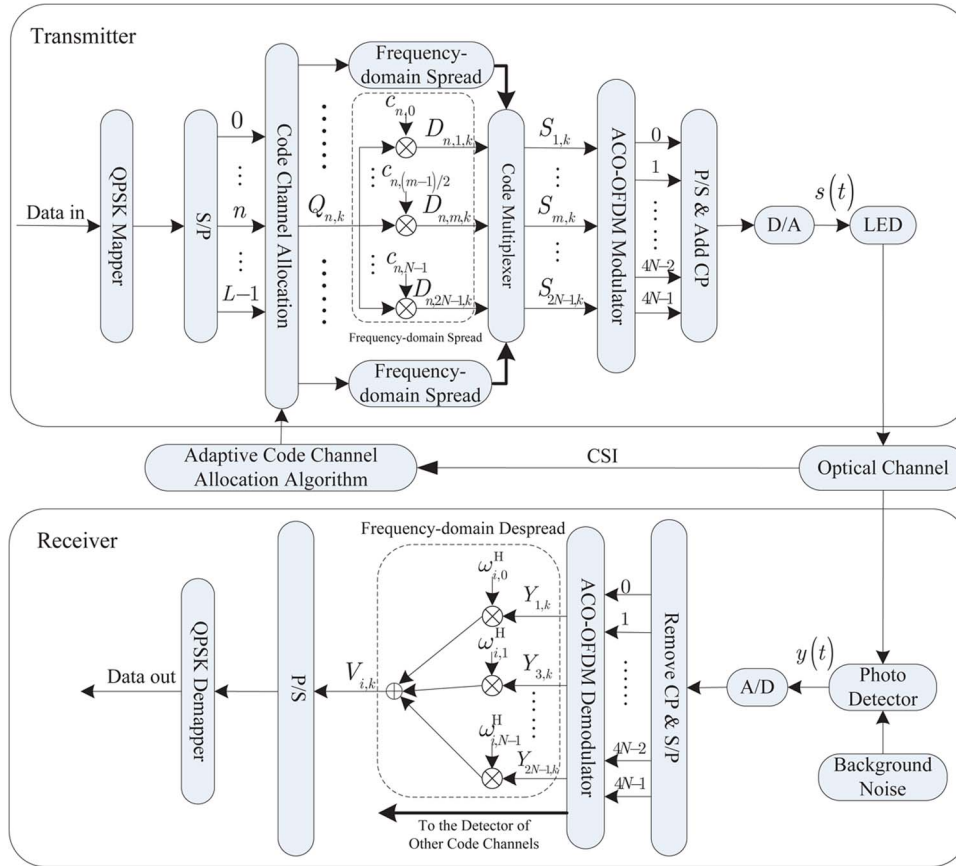 Transmitter
Frequency-
domain Spread
QPSK Mapper
S/P
Code Channel Allocation
Data in
0
n
L−1
Q_{n,k}
c_{n,0}
D_{n,1,k}
c_{n,(m−1)/2}
D_{n,m,k}
c_{n,N−1}
D_{n,2N−1,k}
Frequency-domain Spread
Frequency-
domain Spread
Code Multiplexer
S_{1,k}
S_{m,k}
S_{2N−1,k}
ACO-OFDM Modulator
0
1
4N−2
4N−1
P/S & Add CP
D/A
s(t)
LED
Adaptive Code Channel
Allocation Algorithm
CSI
Optical Channel
Receiver
Frequency-domain Despread
Data out
QPSK Demapper
P/S
V_{i,k}
ω^H_{i,0}
Y_{1,k}
ω^H_{i,1}
Y_{3,k}
ω^H_{i,N−1}
Y_{2N−1,k}
To the Detector of
Other Code Channels
ACO-OFDM Demodulator
0
1
4N−2
4N−1
Remove CP & S/P
A/D
y(t)
Photo
Detector
Background
Noise